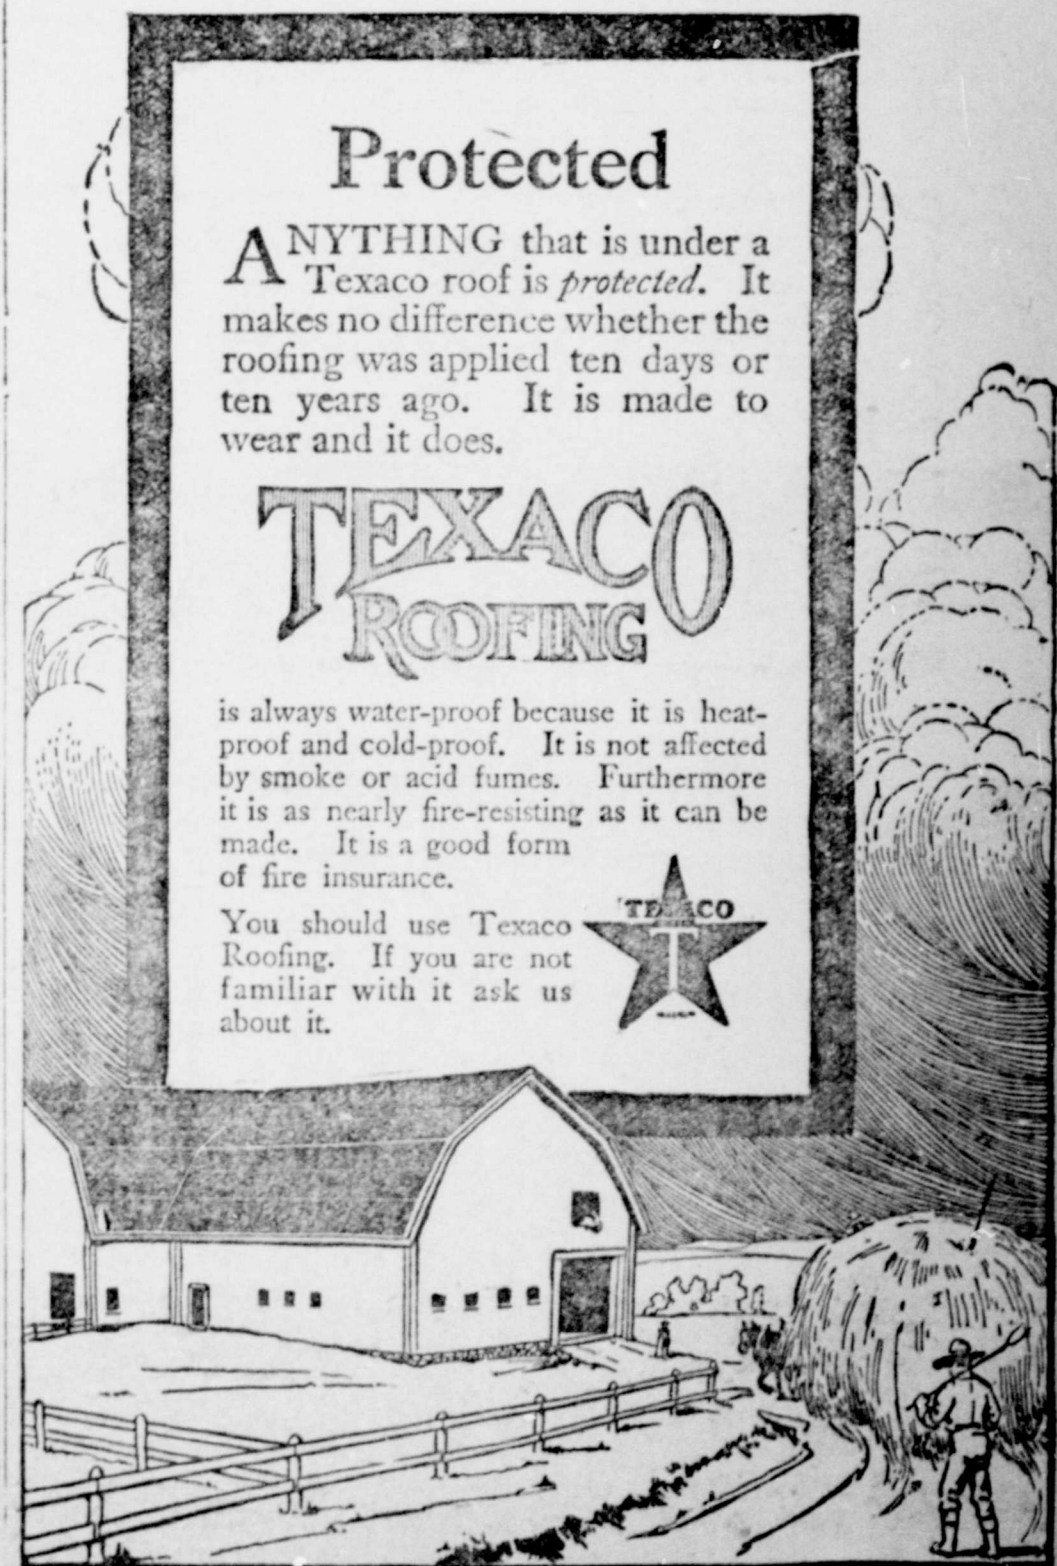 Protected
ANYTHING that is under a
Texaco roof is protected. It
makes no difference whether the
roofing was applied ten days or
ten years ago. It is made to
wear and it does.
TEXACO
ROOFING
is always water-proof because it is heat-
proof and cold-proof. It is not affected
by smoke or acid fumes. Furthermore
it is as nearly fire-resisting as it can be
made. It is a good form
of fire insurance.
You should use Texaco
Roofing. If you are not
familiar with it ask us
about it.
TEXACO
T